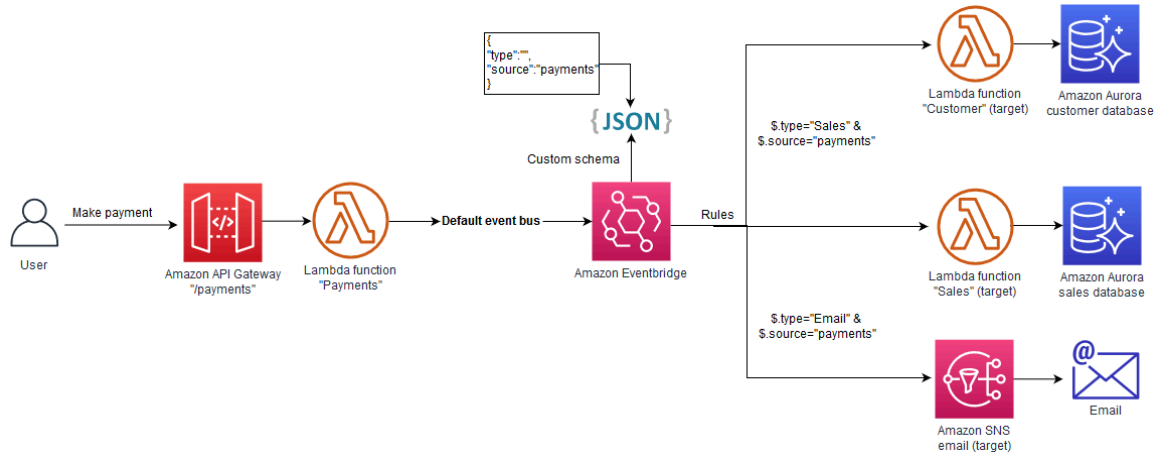 {
"type":"",
"source":"payments"
}
{JSON}
Custom schema
User
Make payment
</>
Amazon API Gateway
"/payments"
Lambda function
"Payments"
Default event bus
Amazon Eventbridge
Rules
$.type="Sales" &
$.source="payments"
$.type="Email" &
$.source="payments"
Lambda function
"Customer" (target)
Amazon Aurora
customer database
Lambda function
"Sales" (target)
Amazon Aurora
sales database
Amazon SNS
email (target)
@
Email